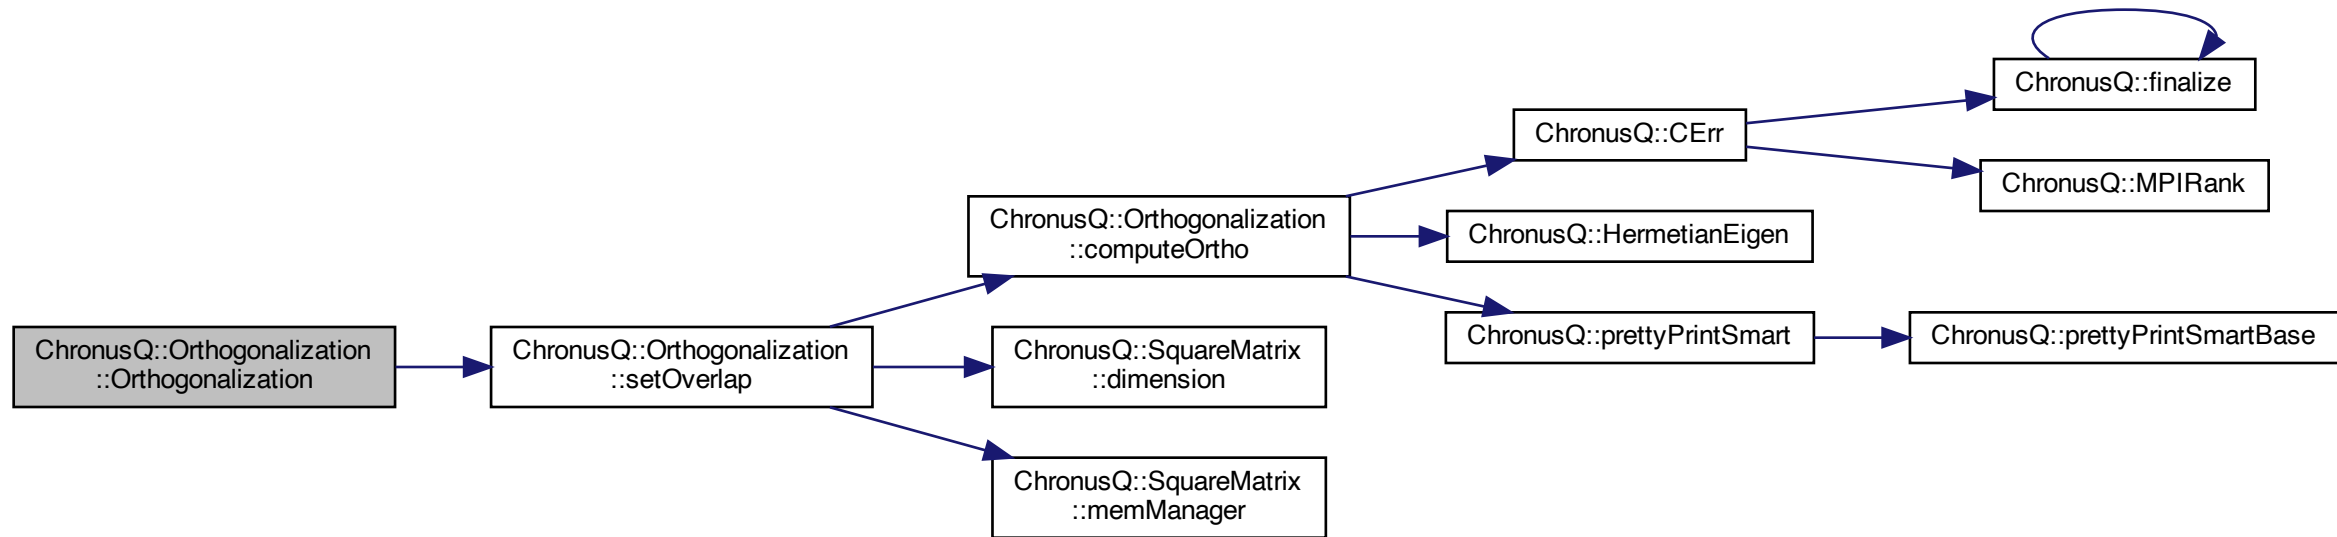 ChronusQ::Orthogonalization
::Orthogonalization
ChronusQ::Orthogonalization
::setOverlap
ChronusQ::Orthogonalization
::computeOrtho
ChronusQ::SquareMatrix
::dimension
ChronusQ::SquareMatrix
::memManager
ChronusQ::CErr
ChronusQ::HermetianEigen
ChronusQ::prettyPrintSmart
ChronusQ::finalize
ChronusQ::MPIRank
ChronusQ::prettyPrintSmartBase